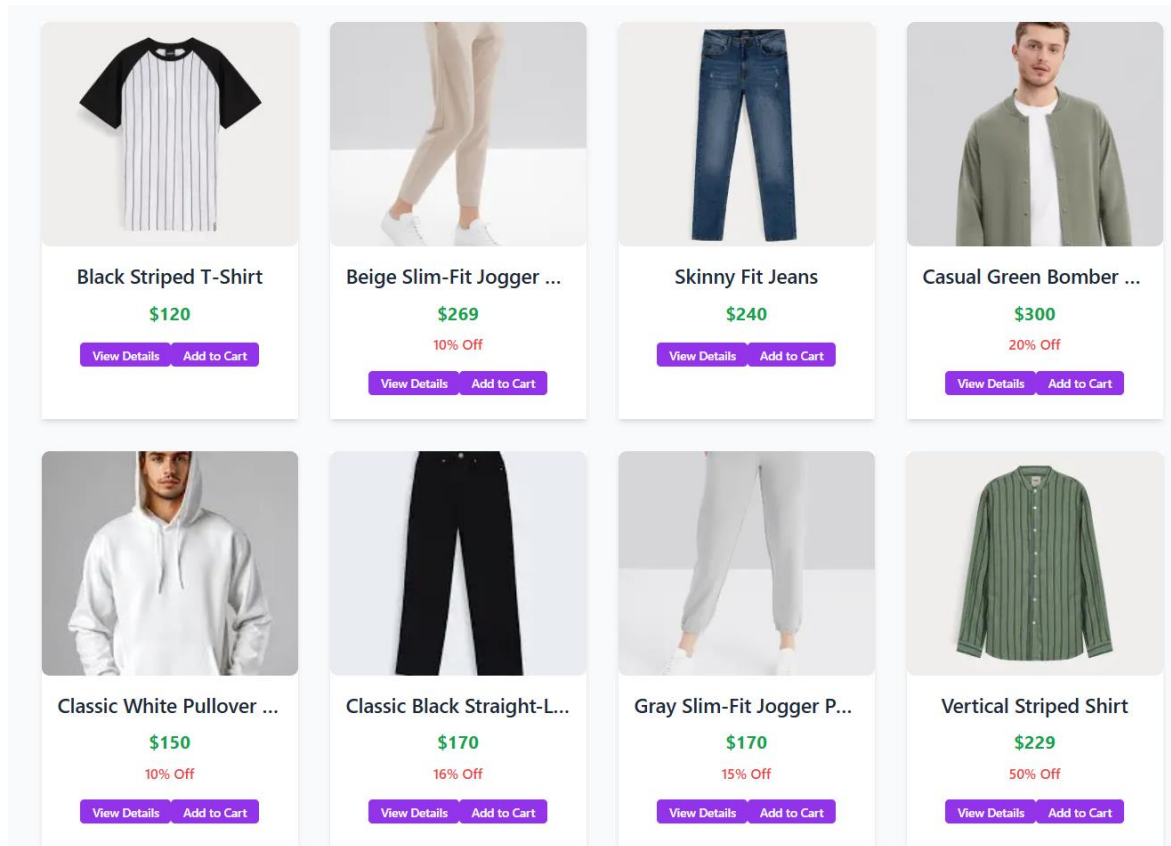 Black Striped T-Shirt
$120
View Details Add to Cart
Beige Slim-Fit Jogger ...
$269
10% Off
View Details Add to Cart
Skinny Fit Jeans
$240
View Details Add to Cart
Casual Green Bomber ...
$300
20% Off
View Details Add to Cart
Classic White Pullover ...
$150
10% Off
View Details Add to Cart
Classic Black Straight-L...
$170
16% Off
View Details Add to Cart
Gray Slim-Fit Jogger P...
$170
15% Off
View Details Add to Cart
Vertical Striped Shirt
$229
50% Off
View Details Add to Cart